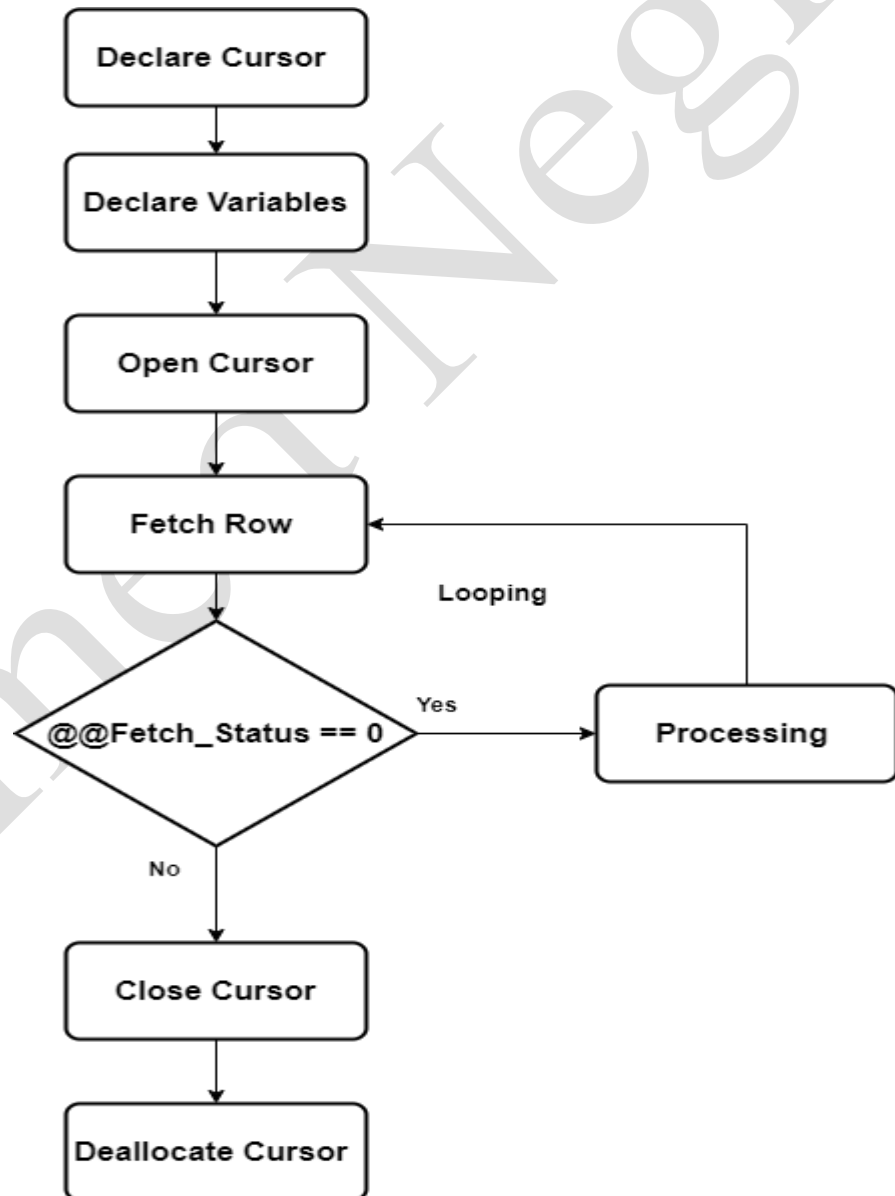 Declare Cursor
Declare Variables
Open Cursor
Fetch Row
Looping
@@Fetch_Status == 0
Yes
Processing
No
Close Cursor
Deallocate Cursor